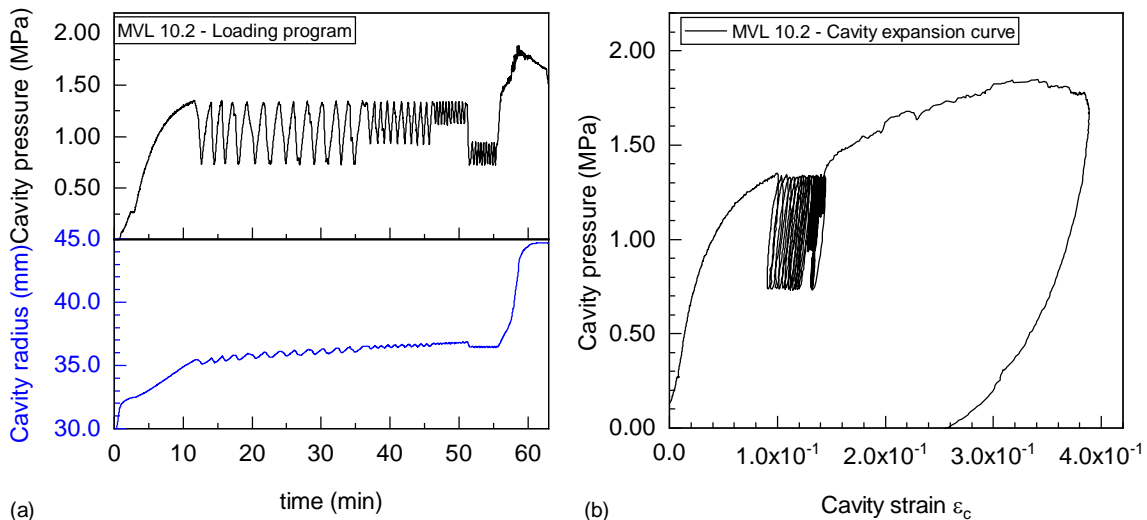 MVL 10.2 - Loading program
Cavity pressure (MPa)
2.00
1.50
1.00
0.50
Cavity radius (mm)
45.0
40.0
35.0
30.0
0 10 20 30 40 50 60
time (min)
(a)
MVL 10.2 - Cavity expansion curve
Cavity pressure (MPa)
2.00
1.50
1.00
0.50
0.00
0.0 1.0x10⁻¹ 2.0x10⁻¹ 3.0x10⁻¹ 4.0x10⁻¹
Cavity strain ε_c
(b)